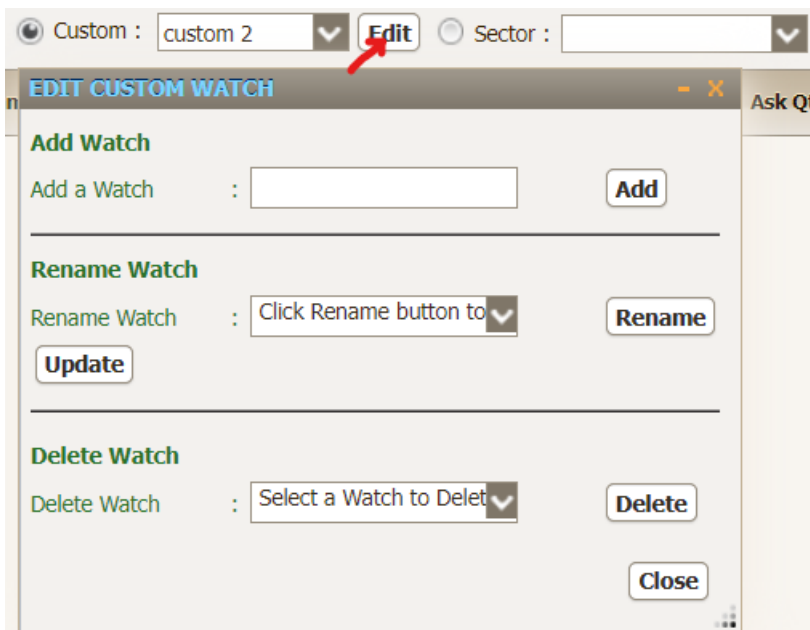 Custom : custom 2 Edit Sector :
EDIT CUSTOM WATCH - X
Ask Qt
Add Watch
Add a Watch : Add
Rename Watch
Rename Watch : Click Rename button to Rename
Update
Delete Watch
Delete Watch : Select a Watch to Delet Delete
Close